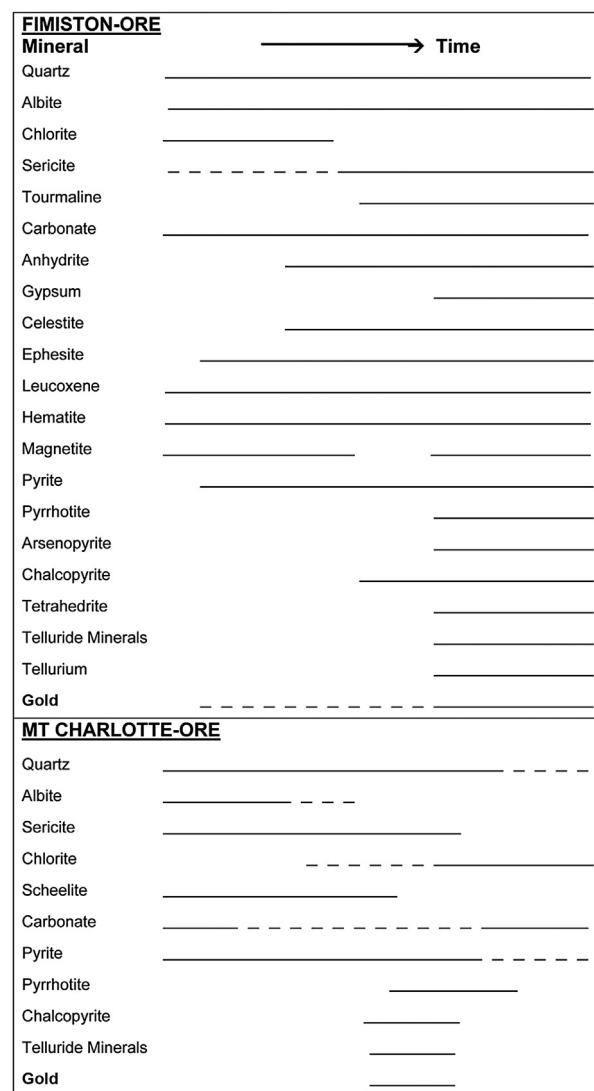 FIMISTON-ORE
Mineral Time
Quartz
Albite
Chlorite
Sericite
Tourmaline
Carbonate
Anhydrite
Gypsum
Celestite
Ephesite
Leucoxene
Hematite
Magnetite
Pyrite
Pyrrhotite
Arsenopyrite
Chalcopyrite
Tetrahedrite
Telluride Minerals
Tellurium
Gold
MT CHARLOTTE-ORE
Quartz
Albite
Sericite
Chlorite
Scheelite
Carbonate
Pyrite
Pyrrhotite
Chalcopyrite
Telluride Minerals
Gold